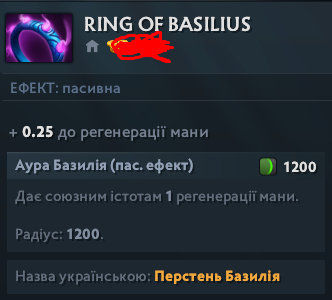 RING OF BASILIUS
ЕФЕКТ: пасивна
+ 0.25 до регенерації мани
Аура Базилія (пас. ефект) 1200
Дає союзним істотам 1 регенерації мани.
Радіус: 1200.
Назва українською: Перстень Базилія